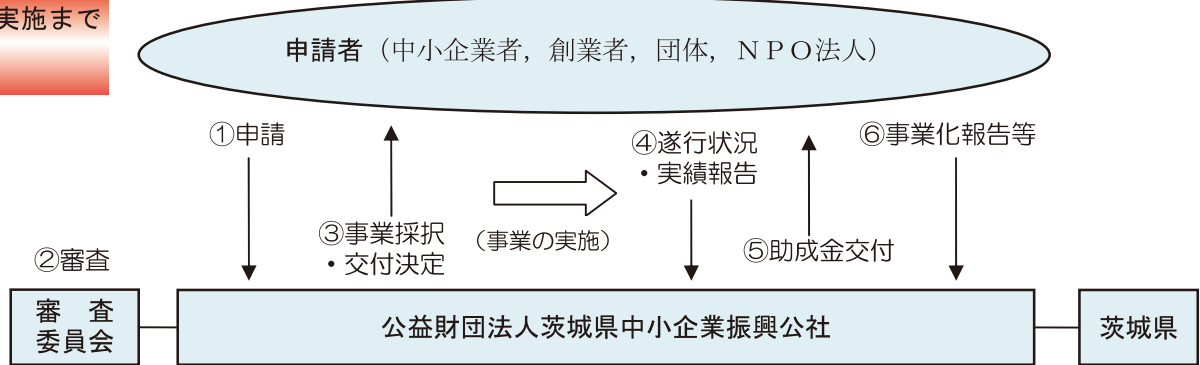 実施まで
申請者（中小企業者，創業者，団体，ＮＰＯ法人）
①申請
③事業採択
・交付決定
（事業の実施）
④遂行状況
・実績報告
⑤助成金交付
⑥事業化報告等
②審査
審　査
委員会
公益財団法人茨城県中小企業振興公社
茨城県